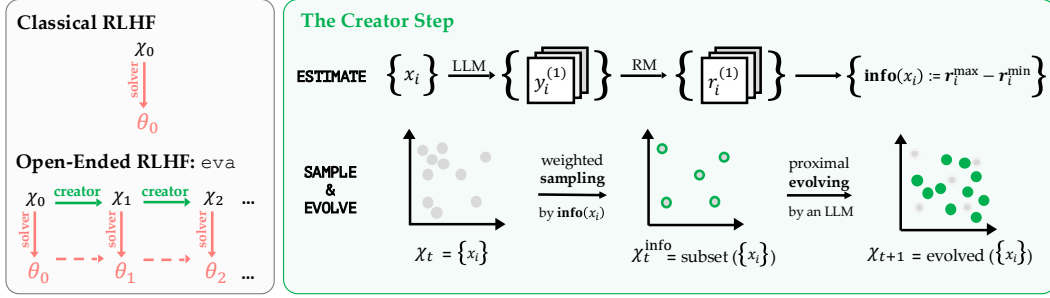 Classical RLHF
χ₀
solver
θ₀
Open-Ended RLHF: eva
χ₀ creator χ₁ creator χ₂ ...
solver solver solver
θ₀ θ₁ θ₂ ...
The Creator Step
ESTIMATE {xᵢ} LLM {yᵢ⁽¹⁾} RM {rᵢ⁽¹⁾} {info(xᵢ) := rᵢᵐᵃˣ − rᵢᵐⁱⁿ}
SAMPLE
&
EVOLVE
weighted
sampling
by info(xᵢ)
proximal
evolving
by an LLM
χₜ = {xᵢ}
χₜⁱⁿᶠᵒ = subset ({xᵢ})
χₜ₊₁ = evolved ({xᵢ})